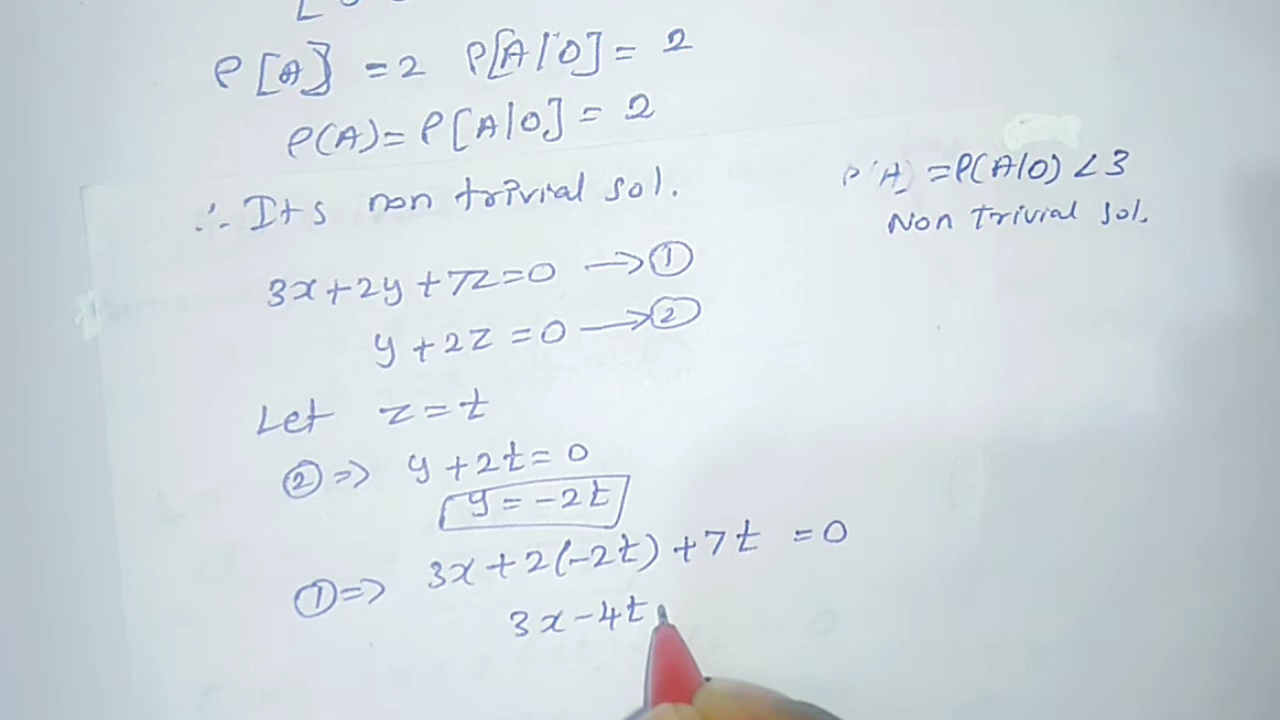 ρ[A] = 2 ρ[A|0] = 2
ρ(A) = ρ[A|0] = 2
∴ Its non trivial sol.
ρ(A) = ρ(A|0) < 3
Non trivial sol.
3x + 2y + 7z = 0 → ①
y + 2z = 0 → ②
Let z = t
② ⇒ y + 2t = 0
y = -2t
① ⇒ 3x + 2(-2t) + 7t = 0
3x - 4t